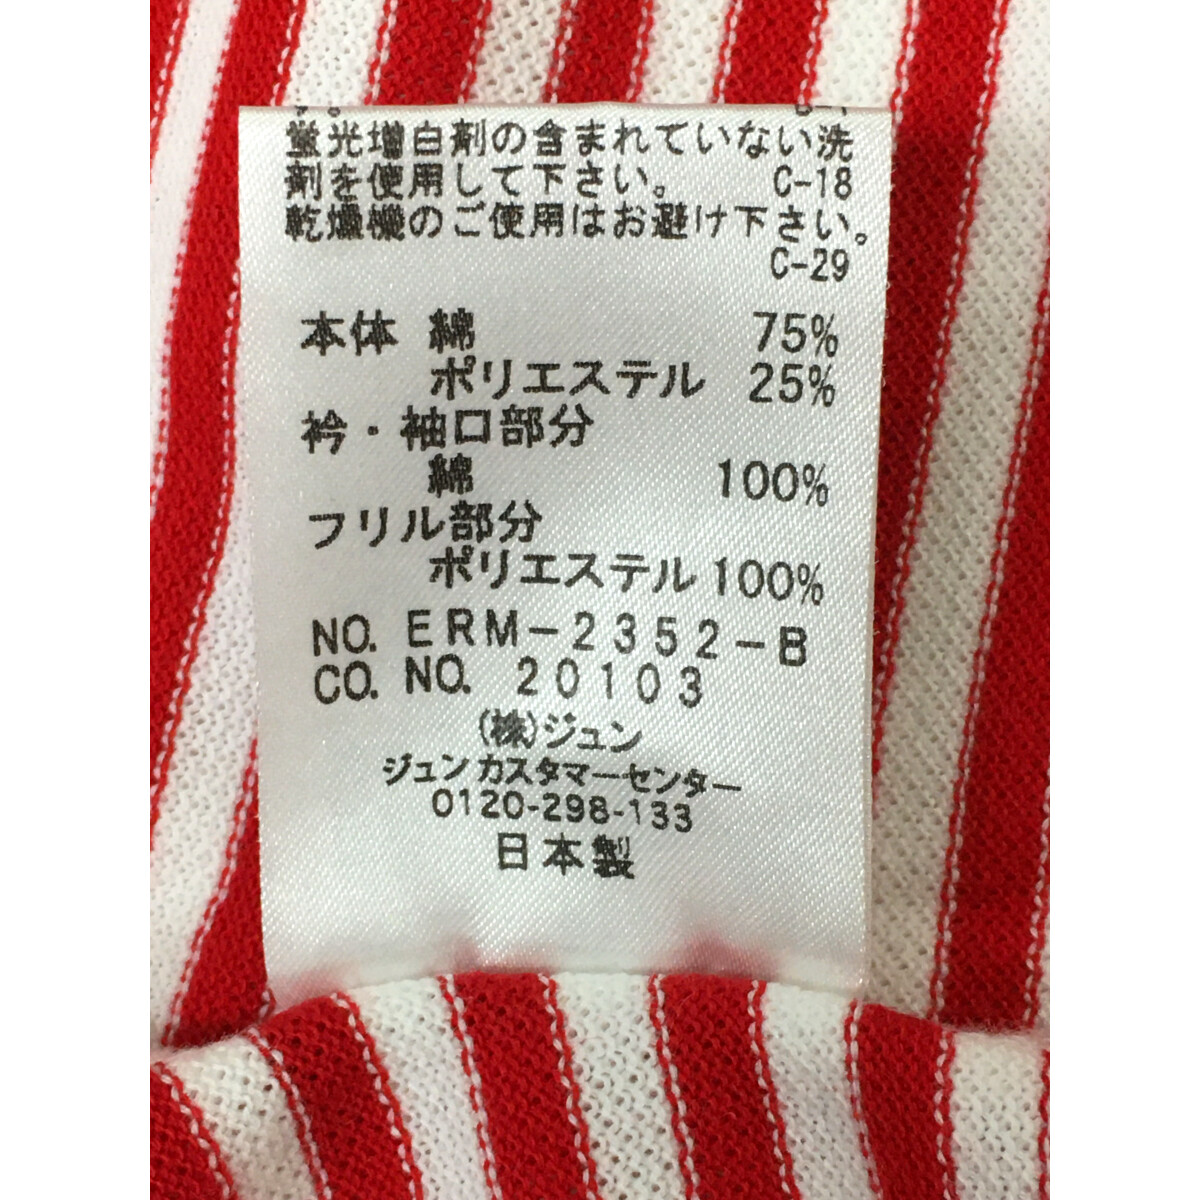 蛍光増白剤の含まれていない洗
剤を使用して下さい。 C-18
乾燥機のご使用はお避け下さい。
C-29
本体 綿 75%
ポリエステル 25%
衿・袖口部分
綿 100%
フリル部分
ポリエステル 100%
NO. ERM-2352-B
CO. NO. 20103
(株)ジュン
ジュンカスタマーセンター
0120-298-133
日本製